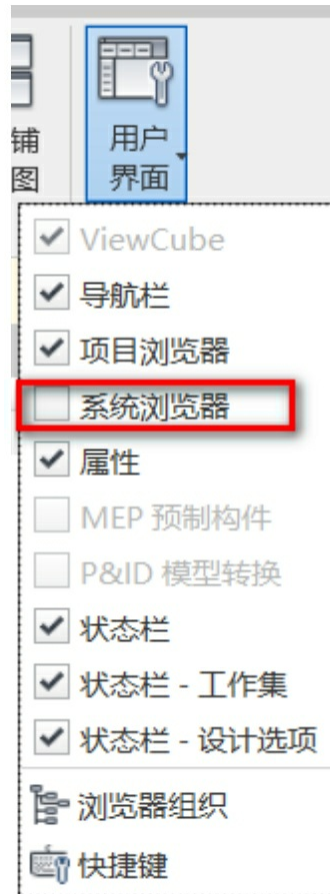 铺
图
用户
界面
ViewCube
导航栏
项目浏览器
系统浏览器
属性
MEP 预制构件
P&ID 模型转换
状态栏
状态栏 - 工作集
状态栏 - 设计选项
浏览器组织
快捷键